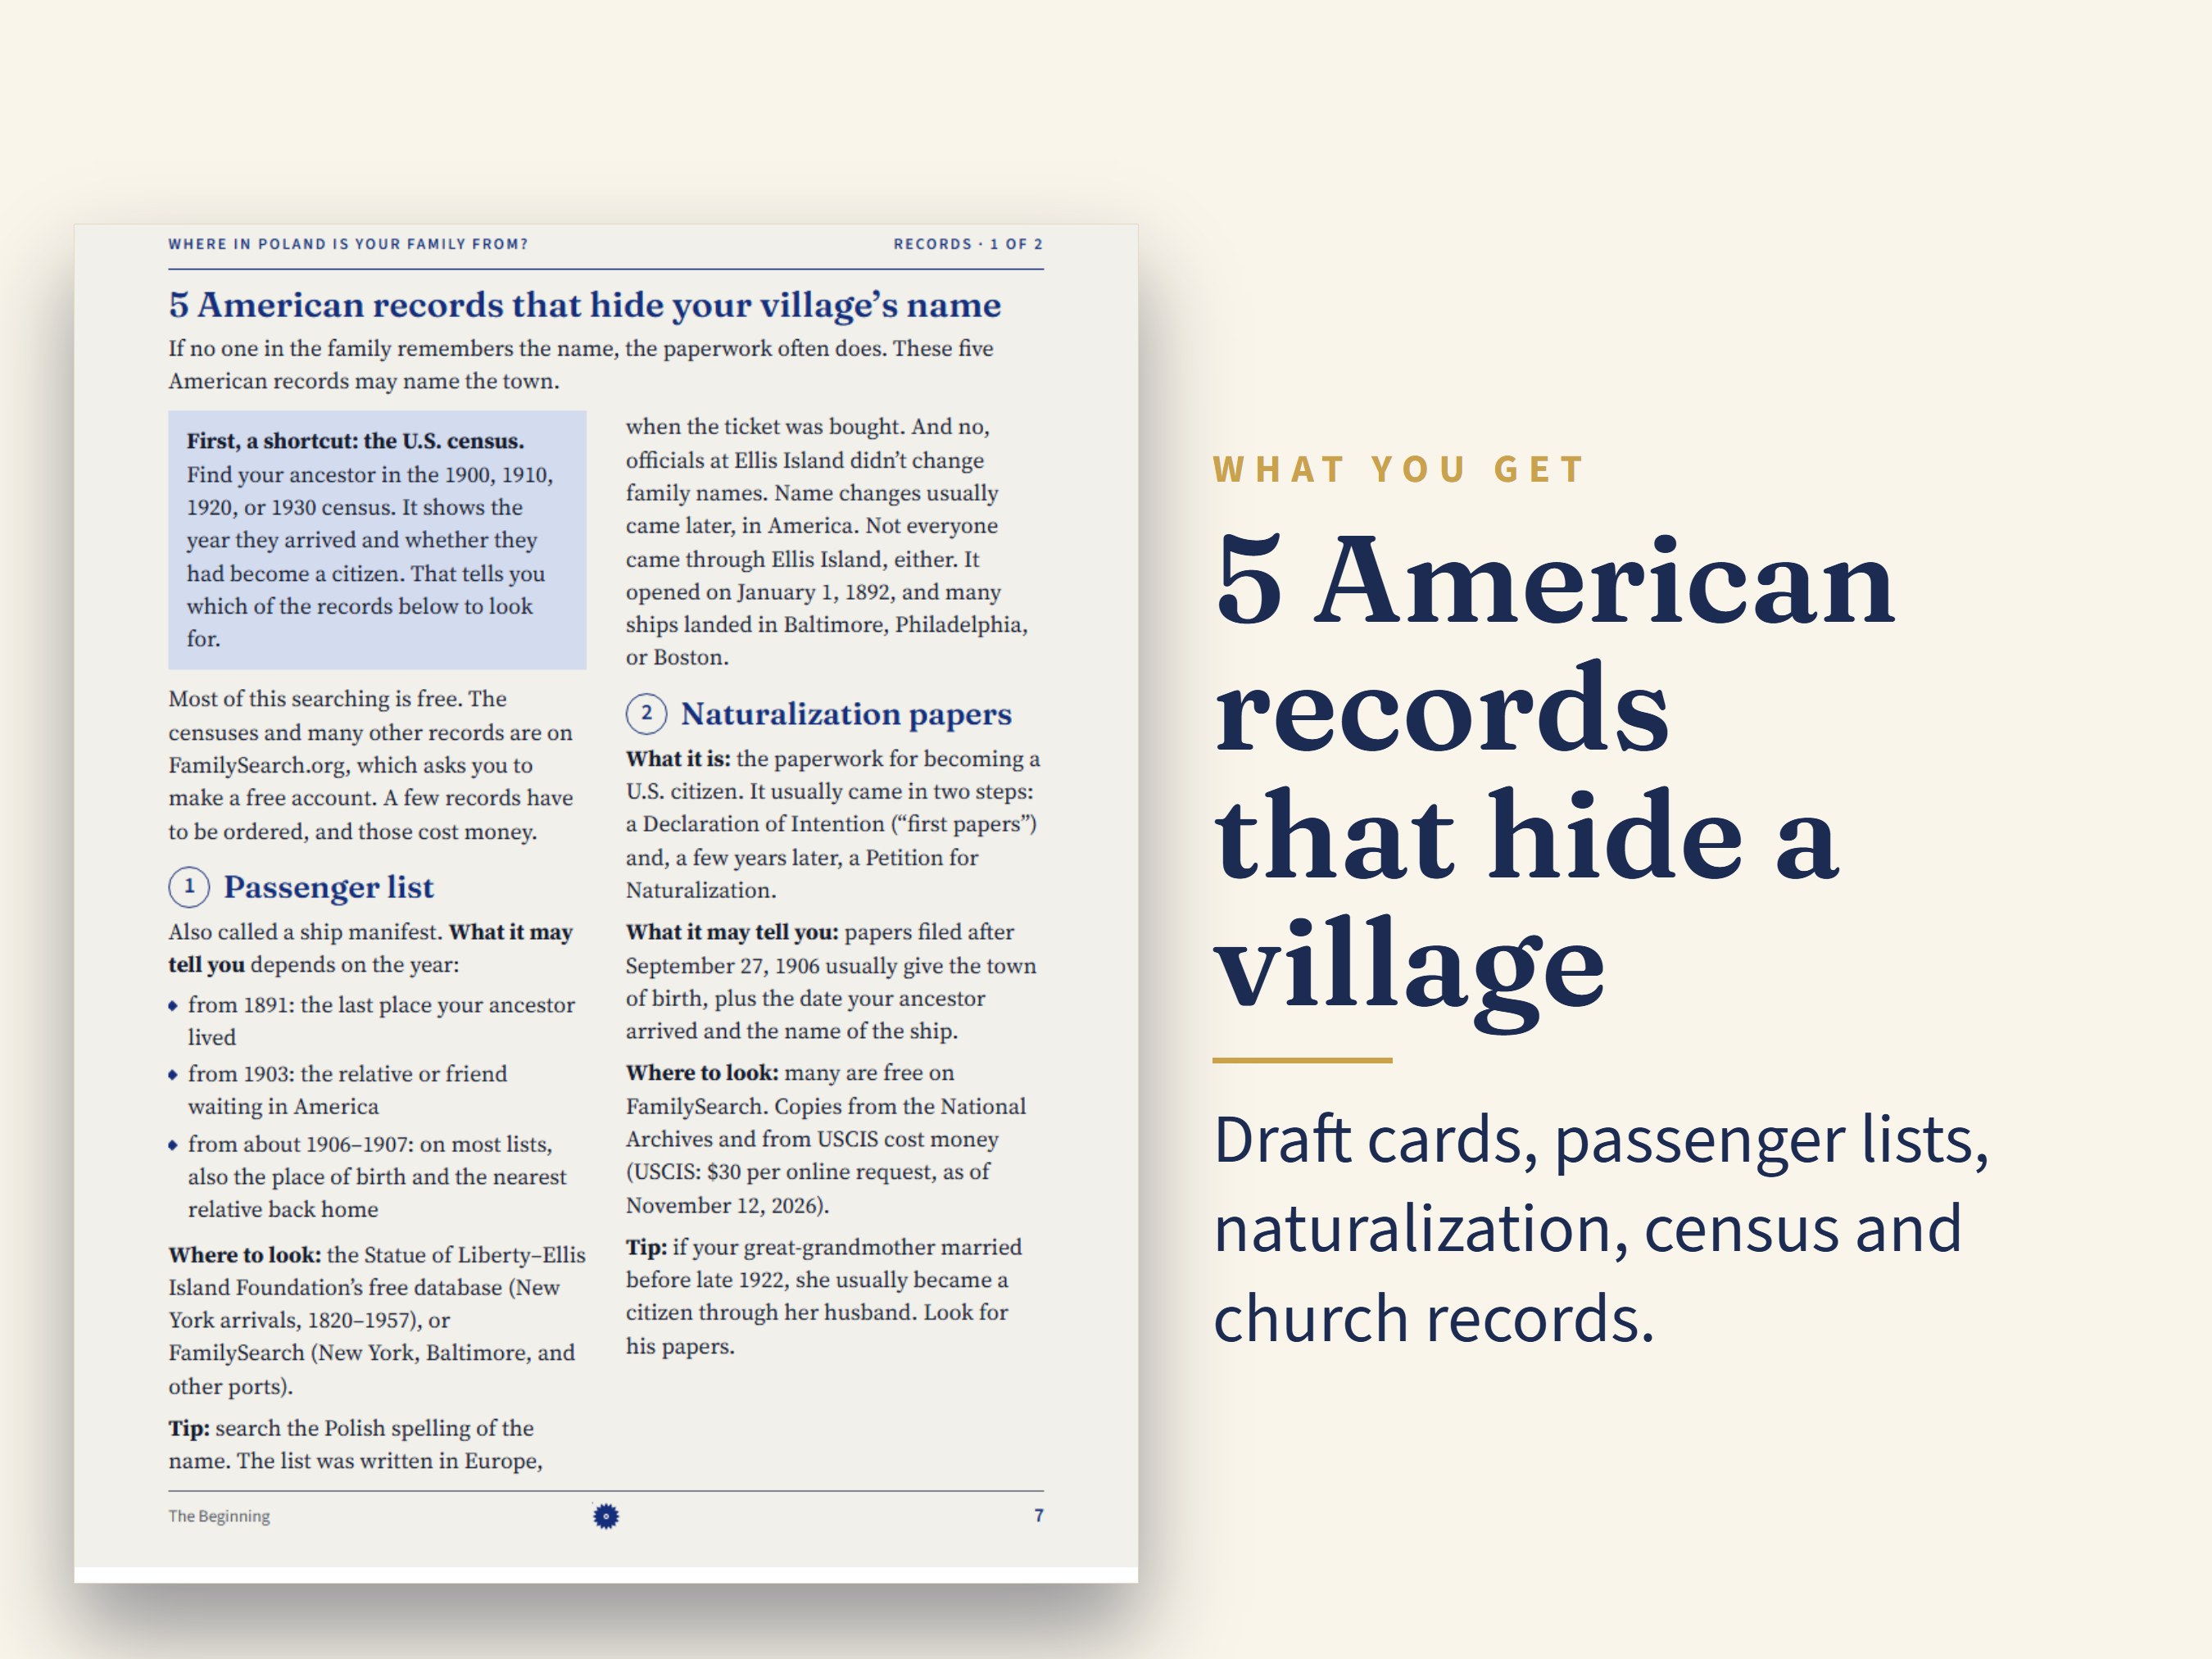 WHERE IN POLAND IS YOUR FAMILY FROM?
RECORDS · 1 OF 2
5 American records that hide your village’s name
If no one in the family remembers the name, the paperwork often does. These five
American records may name the town.
First, a shortcut: the U.S. census.
Find your ancestor in the 1900, 1910,
1920, or 1930 census. It shows the
year they arrived and whether they
had become a citizen. That tells you
which of the records below to look
for.
Most of this searching is free. The
censuses and many other records are on
FamilySearch.org, which asks you to
make a free account. A few records have
to be ordered, and those cost money.
1 Passenger list
Also called a ship manifest. What it may
tell you depends on the year:
from 1891: the last place your ancestor
lived
from 1903: the relative or friend
waiting in America
from about 1906–1907: on most lists,
also the place of birth and the nearest
relative back home
Where to look: the Statue of Liberty–Ellis
Island Foundation’s free database (New
York arrivals, 1820–1957), or
FamilySearch (New York, Baltimore, and
other ports).
Tip: search the Polish spelling of the
name. The list was written in Europe,
when the ticket was bought. And no,
officials at Ellis Island didn’t change
family names. Name changes usually
came later, in America. Not everyone
came through Ellis Island, either. It
opened on January 1, 1892, and many
ships landed in Baltimore, Philadelphia,
or Boston.
2 Naturalization papers
What it is: the paperwork for becoming a
U.S. citizen. It usually came in two steps:
a Declaration of Intention (“first papers”)
and, a few years later, a Petition for
Naturalization.
What it may tell you: papers filed after
September 27, 1906 usually give the town
of birth, plus the date your ancestor
arrived and the name of the ship.
Where to look: many are free on
FamilySearch. Copies from the National
Archives and from USCIS cost money
(USCIS: $30 per online request, as of
November 12, 2026).
Tip: if your great-grandmother married
before late 1922, she usually became a
citizen through her husband. Look for
his papers.
The Beginning
7
WHAT YOU GET
5 American
records
that hide a
village
Draft cards, passenger lists,
naturalization, census and
church records.